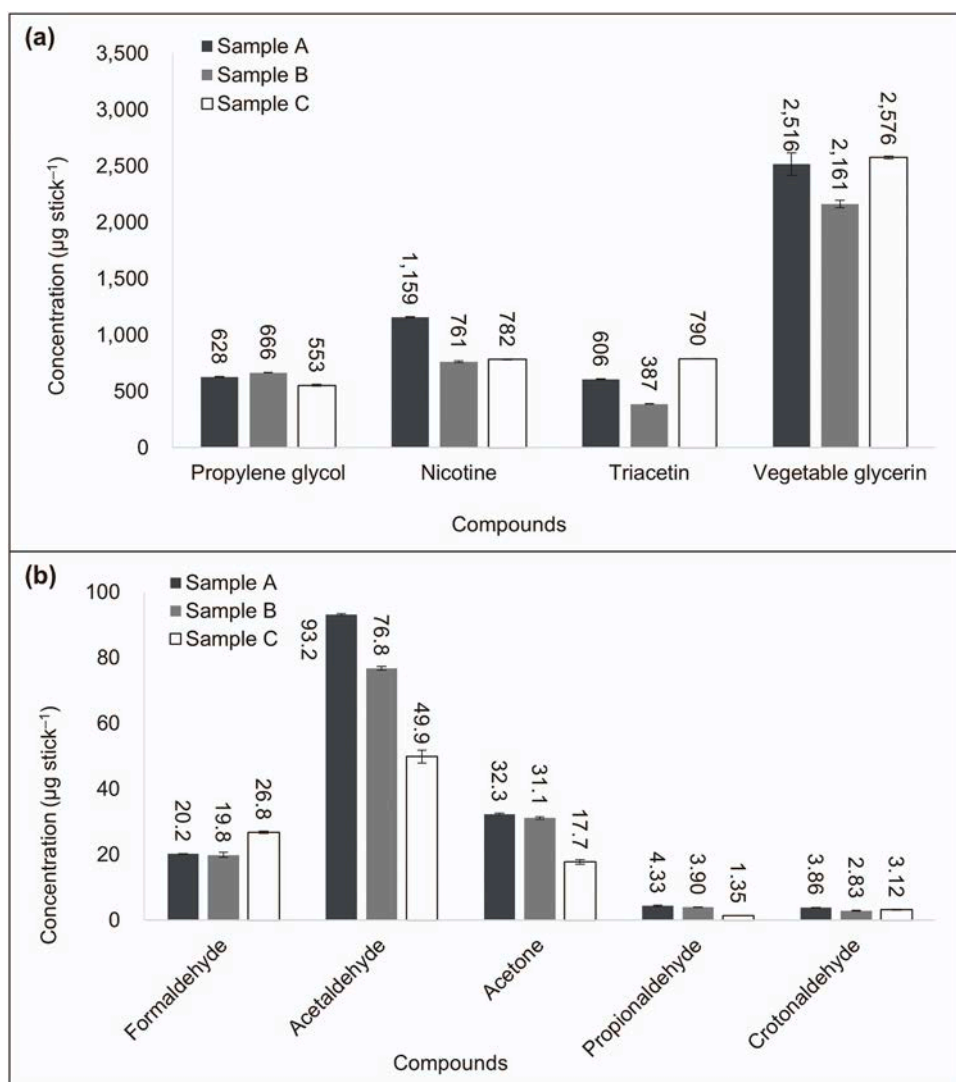 (a)
Sample A
Sample B
Sample C
3,500
3,000
2,500
2,000
1,500
1,000
500
0
Concentration (µg stick⁻¹)
628
666
553
1,159
761
782
606
387
790
2,516
2,161
2,576
Propylene glycol
Nicotine
Triacetin
Vegetable glycerin
Compounds
(b)
Sample A
Sample B
Sample C
100
80
60
40
20
0
Concentration (µg stick⁻¹)
20.2
19.8
26.8
93.2
76.8
49.9
32.3
31.1
17.7
4.33
3.90
1.35
3.86
2.83
3.12
Formaldehyde
Acetaldehyde
Acetone
Propionaldehyde
Crotonaldehyde
Compounds